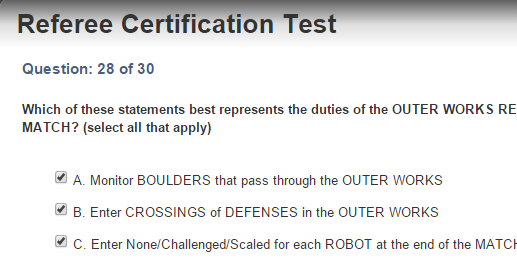 Referee Certification Test
Question: 28 of 30
Which of these statements best represents the duties of the OUTER WORKS RE
MATCH? (select all that apply)
A. Monitor BOULDERS that pass through the OUTER WORKS
B. Enter CROSSINGS of DEFENSES in the OUTER WORKS
C. Enter None/Challenged/Scaled for each ROBOT at the end of the MATCH